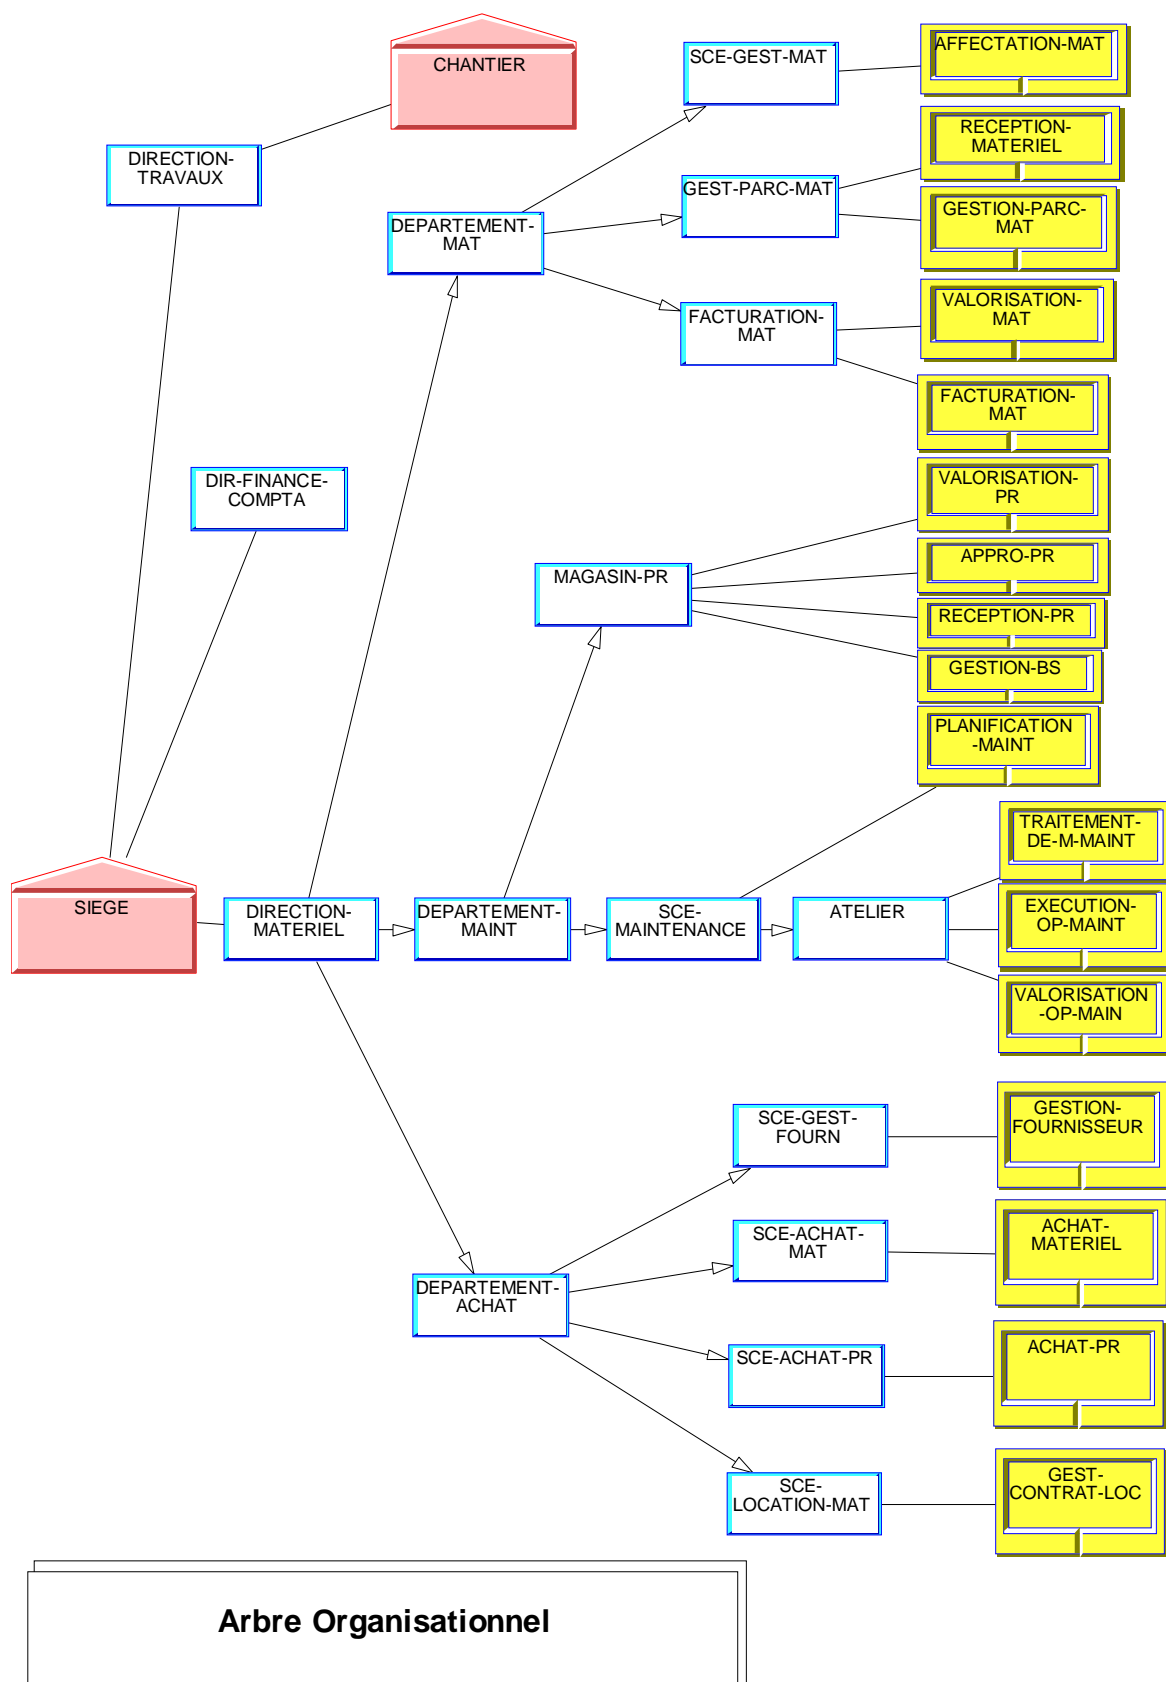 CHANTIER
DIRECTION-
TRAVAUX
SCE-GEST-MAT
AFFECTATION-MAT
RECEPTION-
MATERIEL
GEST-PARC-MAT
GESTION-PARC-
MAT
DEPARTEMENT-
MAT
FACTURATION-
MAT
VALORISATION-
MAT
FACTURATION-
MAT
DIR-FINANCE-
COMPTA
VALORISATION-
PR
MAGASIN-PR
APPRO-PR
RECEPTION-PR
GESTION-BS
PLANIFICATION
-MAINT
TRAITEMENT-
DE-M-MAINT
SIEGE
DIRECTION-
MATERIEL
DEPARTEMENT-
MAINT
SCE-
MAINTENANCE
ATELIER
EXECUTION-
OP-MAINT
VALORISATION
-OP-MAIN
SCE-GEST-
FOURN
GESTION-
FOURNISSEUR
SCE-ACHAT-
MAT
ACHAT-
MATERIEL
DEPARTEMENT-
ACHAT
SCE-ACHAT-PR
ACHAT-PR
SCE-
LOCATION-MAT
GEST-
CONTRAT-LOC
Arbre Organisationnel